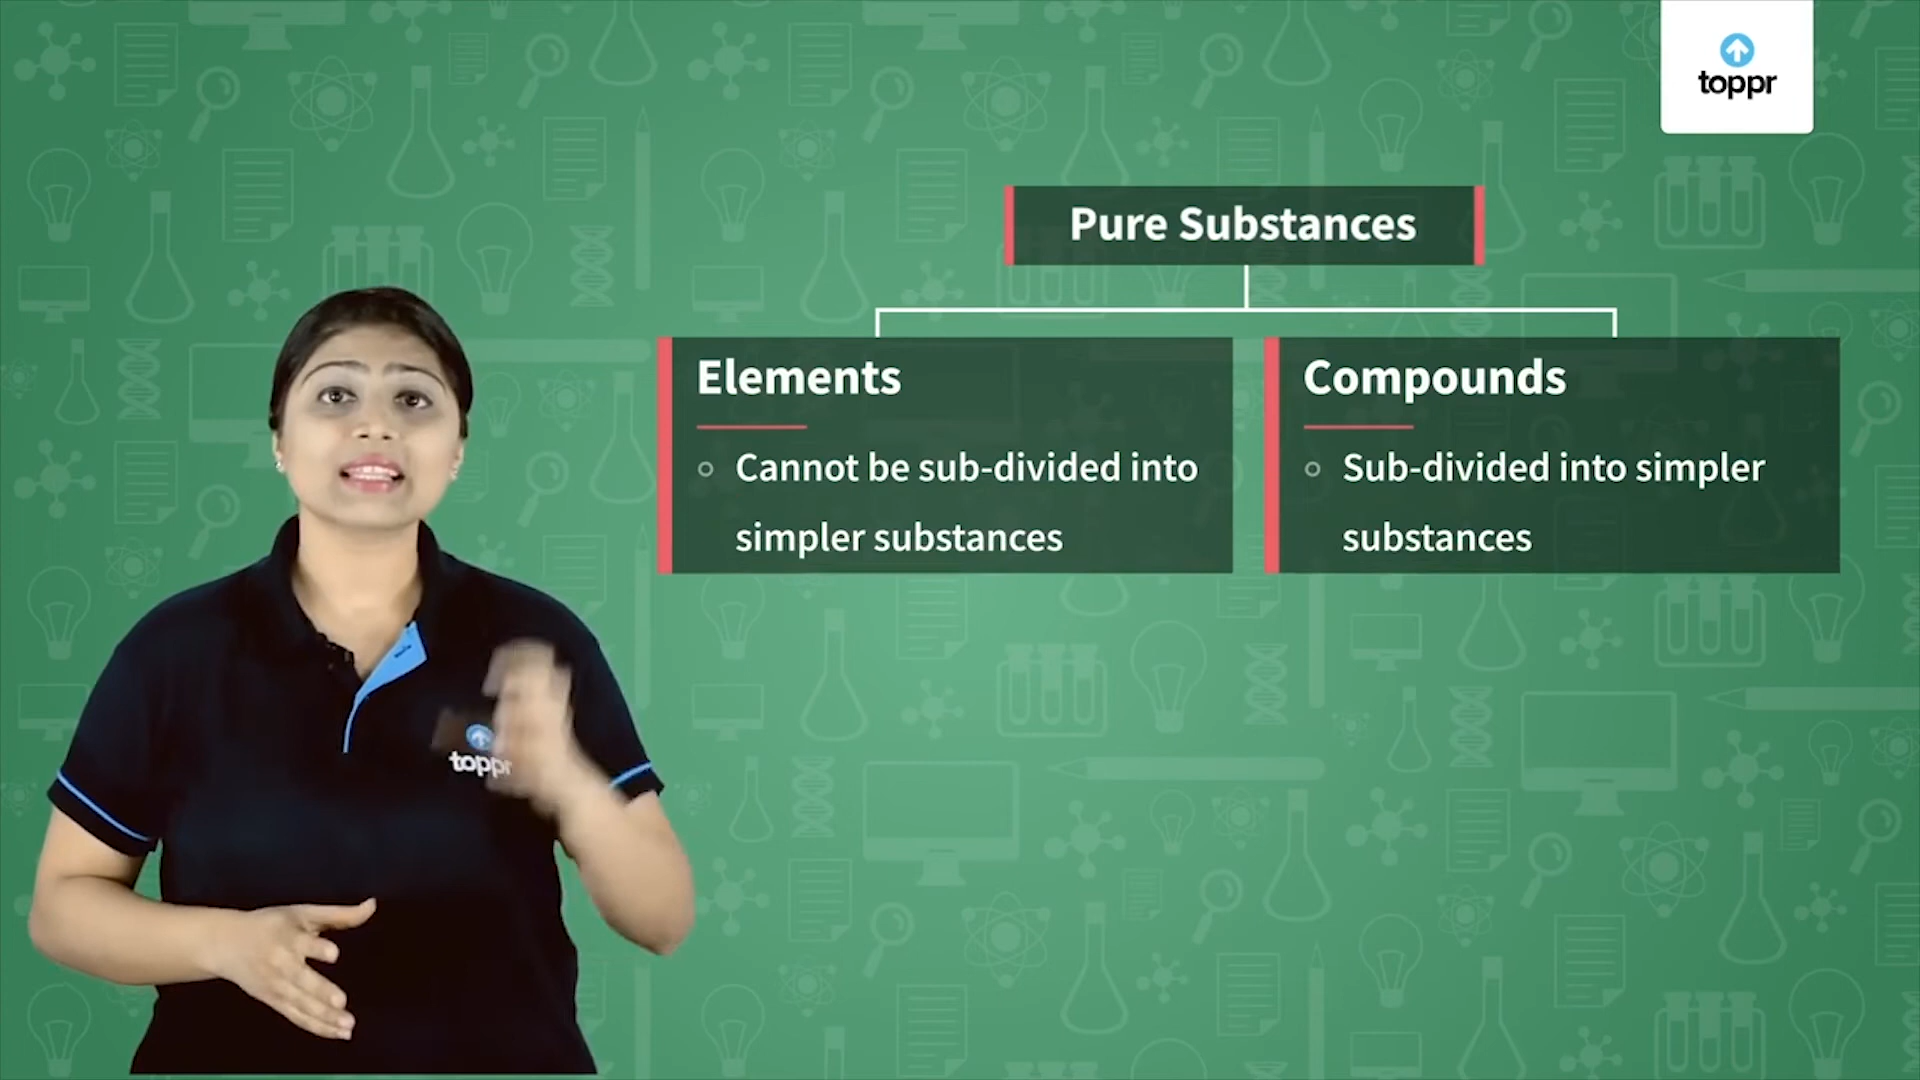 toppr
Pure Substances
Elements
Cannot be sub-divided into
simpler substances
Compounds
Sub-divided into simpler
substances
toppr